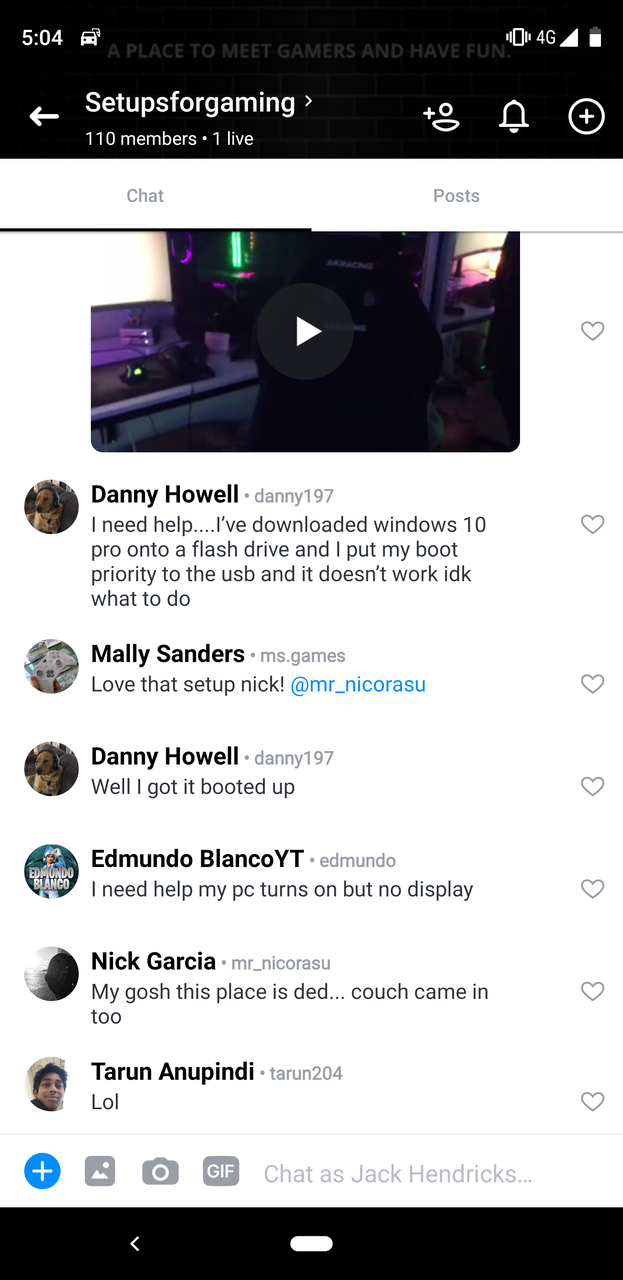 5:04
4G
A PLACE TO MEET GAMERS AND HAVE FUN.
Setupsforgaming
110 members • 1 live
Chat
Posts
AKRACING
Danny Howell • danny197
I need help....I’ve downloaded windows 10
pro onto a flash drive and I put my boot
priority to the usb and it doesn’t work idk
what to do
Mally Sanders • ms.games
Love that setup nick! @mr_nicorasu
Danny Howell • danny197
Well I got it booted up
EDMUNDO
BLANCO
Edmundo BlancoYT • edmundo
I need help my pc turns on but no display
Nick Garcia • mr_nicorasu
My gosh this place is ded... couch came in
too
Tarun Anupindi • tarun204
Lol
GIF
Chat as Jack Hendricks...